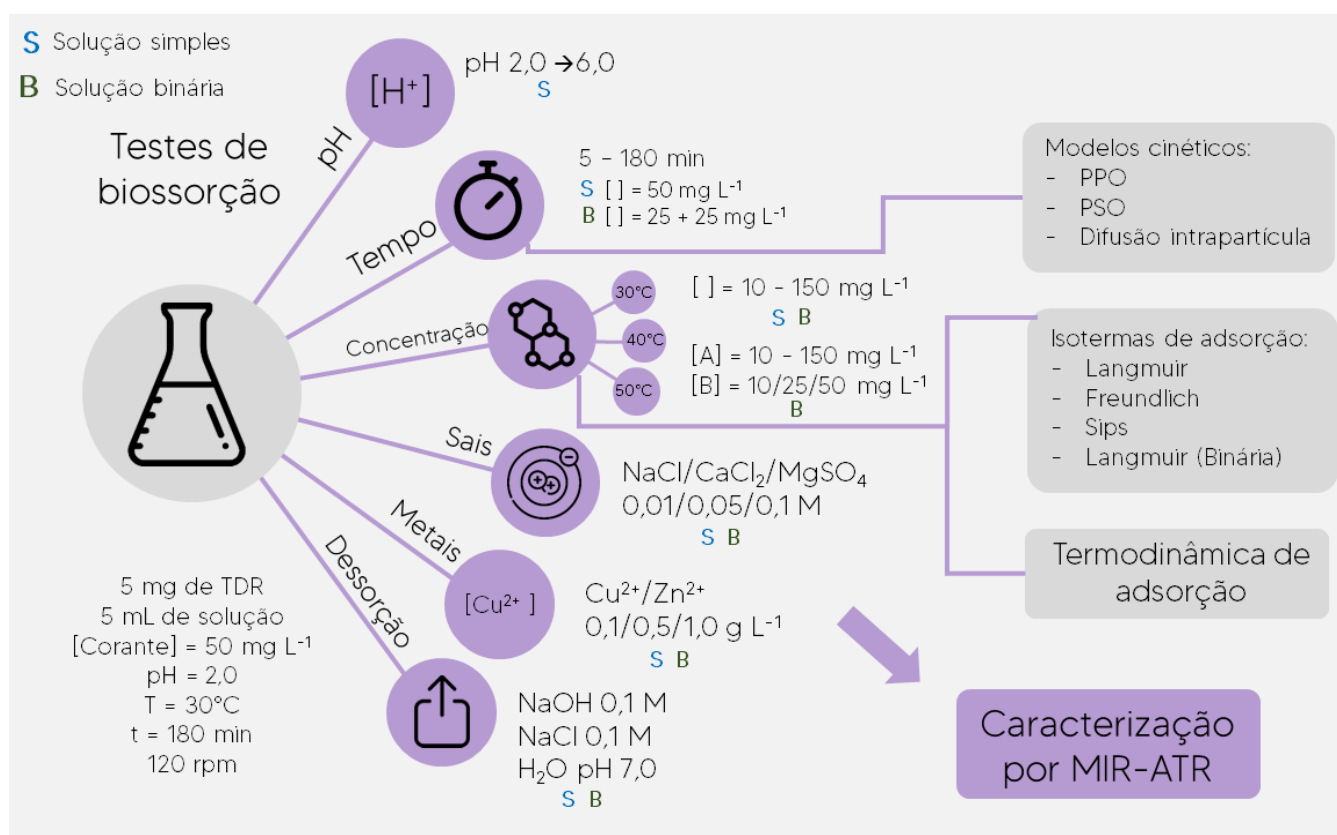 S Solução simples
B Solução binária
Testes de
biossorção
pH
[H⁺]
pH 2,0 →6,0
S
Tempo
5 – 180 min
S [ ] = 50 mg L⁻¹
B [ ] = 25 + 25 mg L⁻¹
Modelos cinéticos:
- PPO
- PSO
- Difusão intrapartícula
Concentração
30°C
40°C
50°C
[ ] = 10 – 150 mg L⁻¹
S B
[A] = 10 – 150 mg L⁻¹
[B] = 10/25/50 mg L⁻¹
B
Isotermas de adsorção:
- Langmuir
- Freundlich
- Sips
- Langmuir (Binária)
Termodinâmica de
adsorção
Sais
NaCl/CaCl₂/MgSO₄
0,01/0,05/0,1 M
S B
Metais
[Cu²⁺ ]
Cu²⁺/Zn²⁺
0,1/0,5/1,0 g L⁻¹
S B
Dessorção
NaOH 0,1 M
NaCl 0,1 M
H₂O pH 7,0
S B
5 mg de TDR
5 mL de solução
[Corante] = 50 mg L⁻¹
pH = 2,0
T = 30°C
t = 180 min
120 rpm
Caracterização
por MIR-ATR